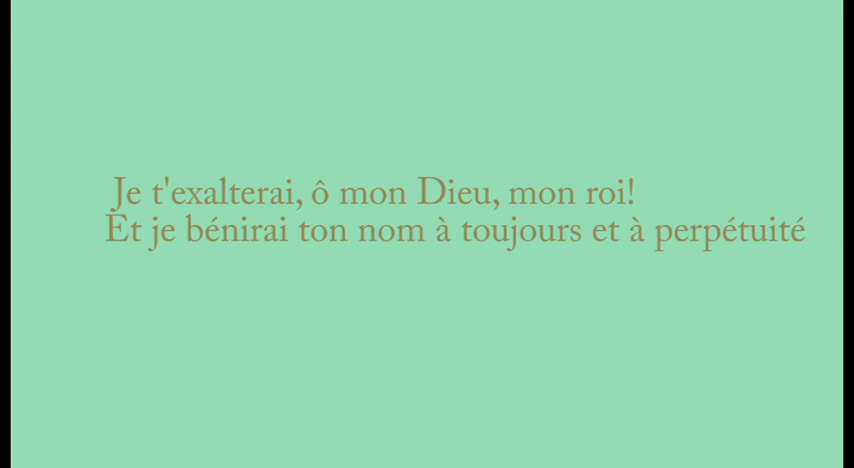 Je t'exalterai, ô mon Dieu, mon roi!
Et je bénirai ton nom à toujours et à perpétuité